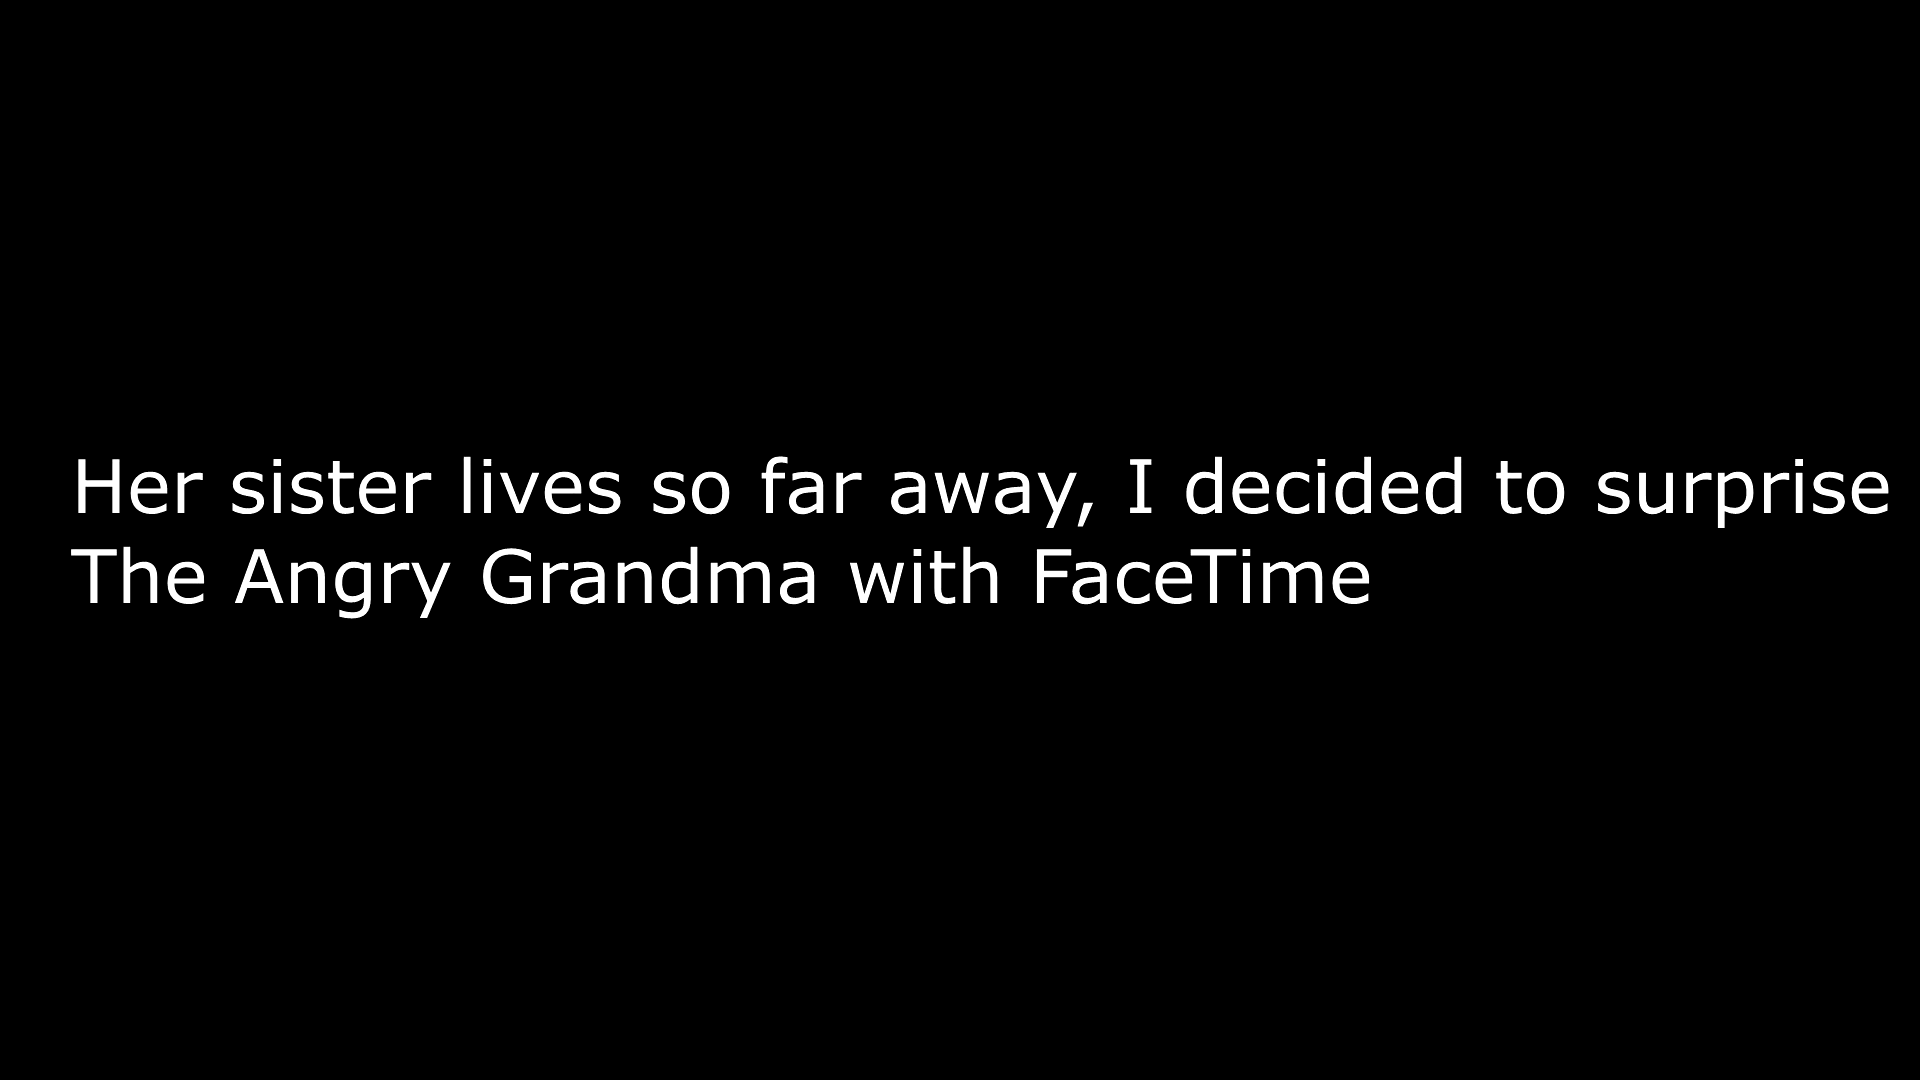 Her sister lives so far away, I decided to surprise
The Angry Grandma with FaceTime